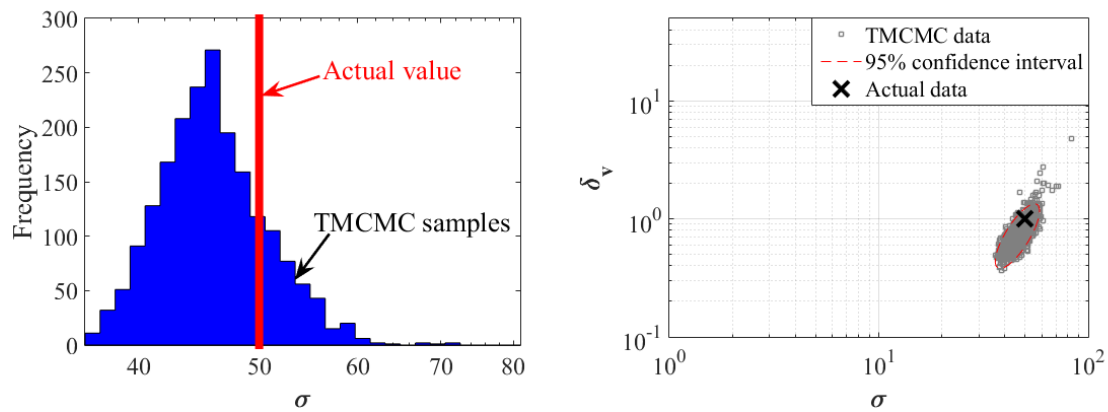 300
250
200
150
100
50
0
Frequency
Actual value
TMCMC samples
40
50
60
70
80
σ
TMCMC data
95% confidence interval
Actual data
10^1
10^0
10^-1
δ_v
10^0
10^1
10^2
σ